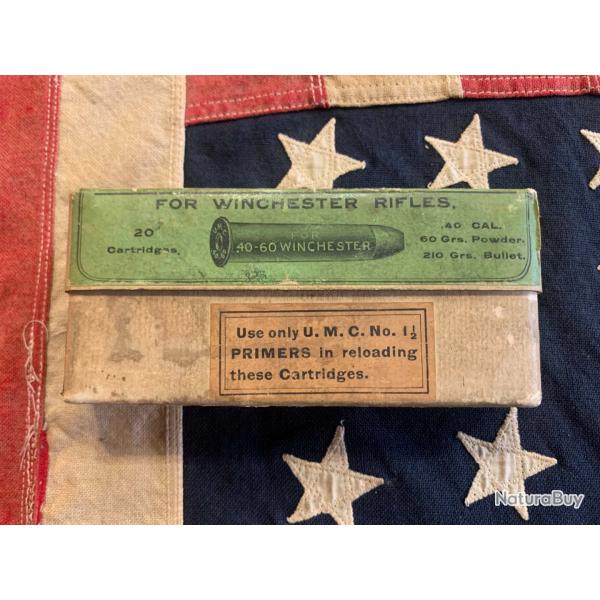 FOR WINCHESTER RIFLES.
20
Cartridges.
U.M.C.
FOR
.40-60 WINCHESTER
.40 CAL.
60 Grs. Powder.
210 Grs. Bullet.
Use only U. M. C. No. 1½
PRIMERS in reloading
these Cartridges.
NaturaBuy